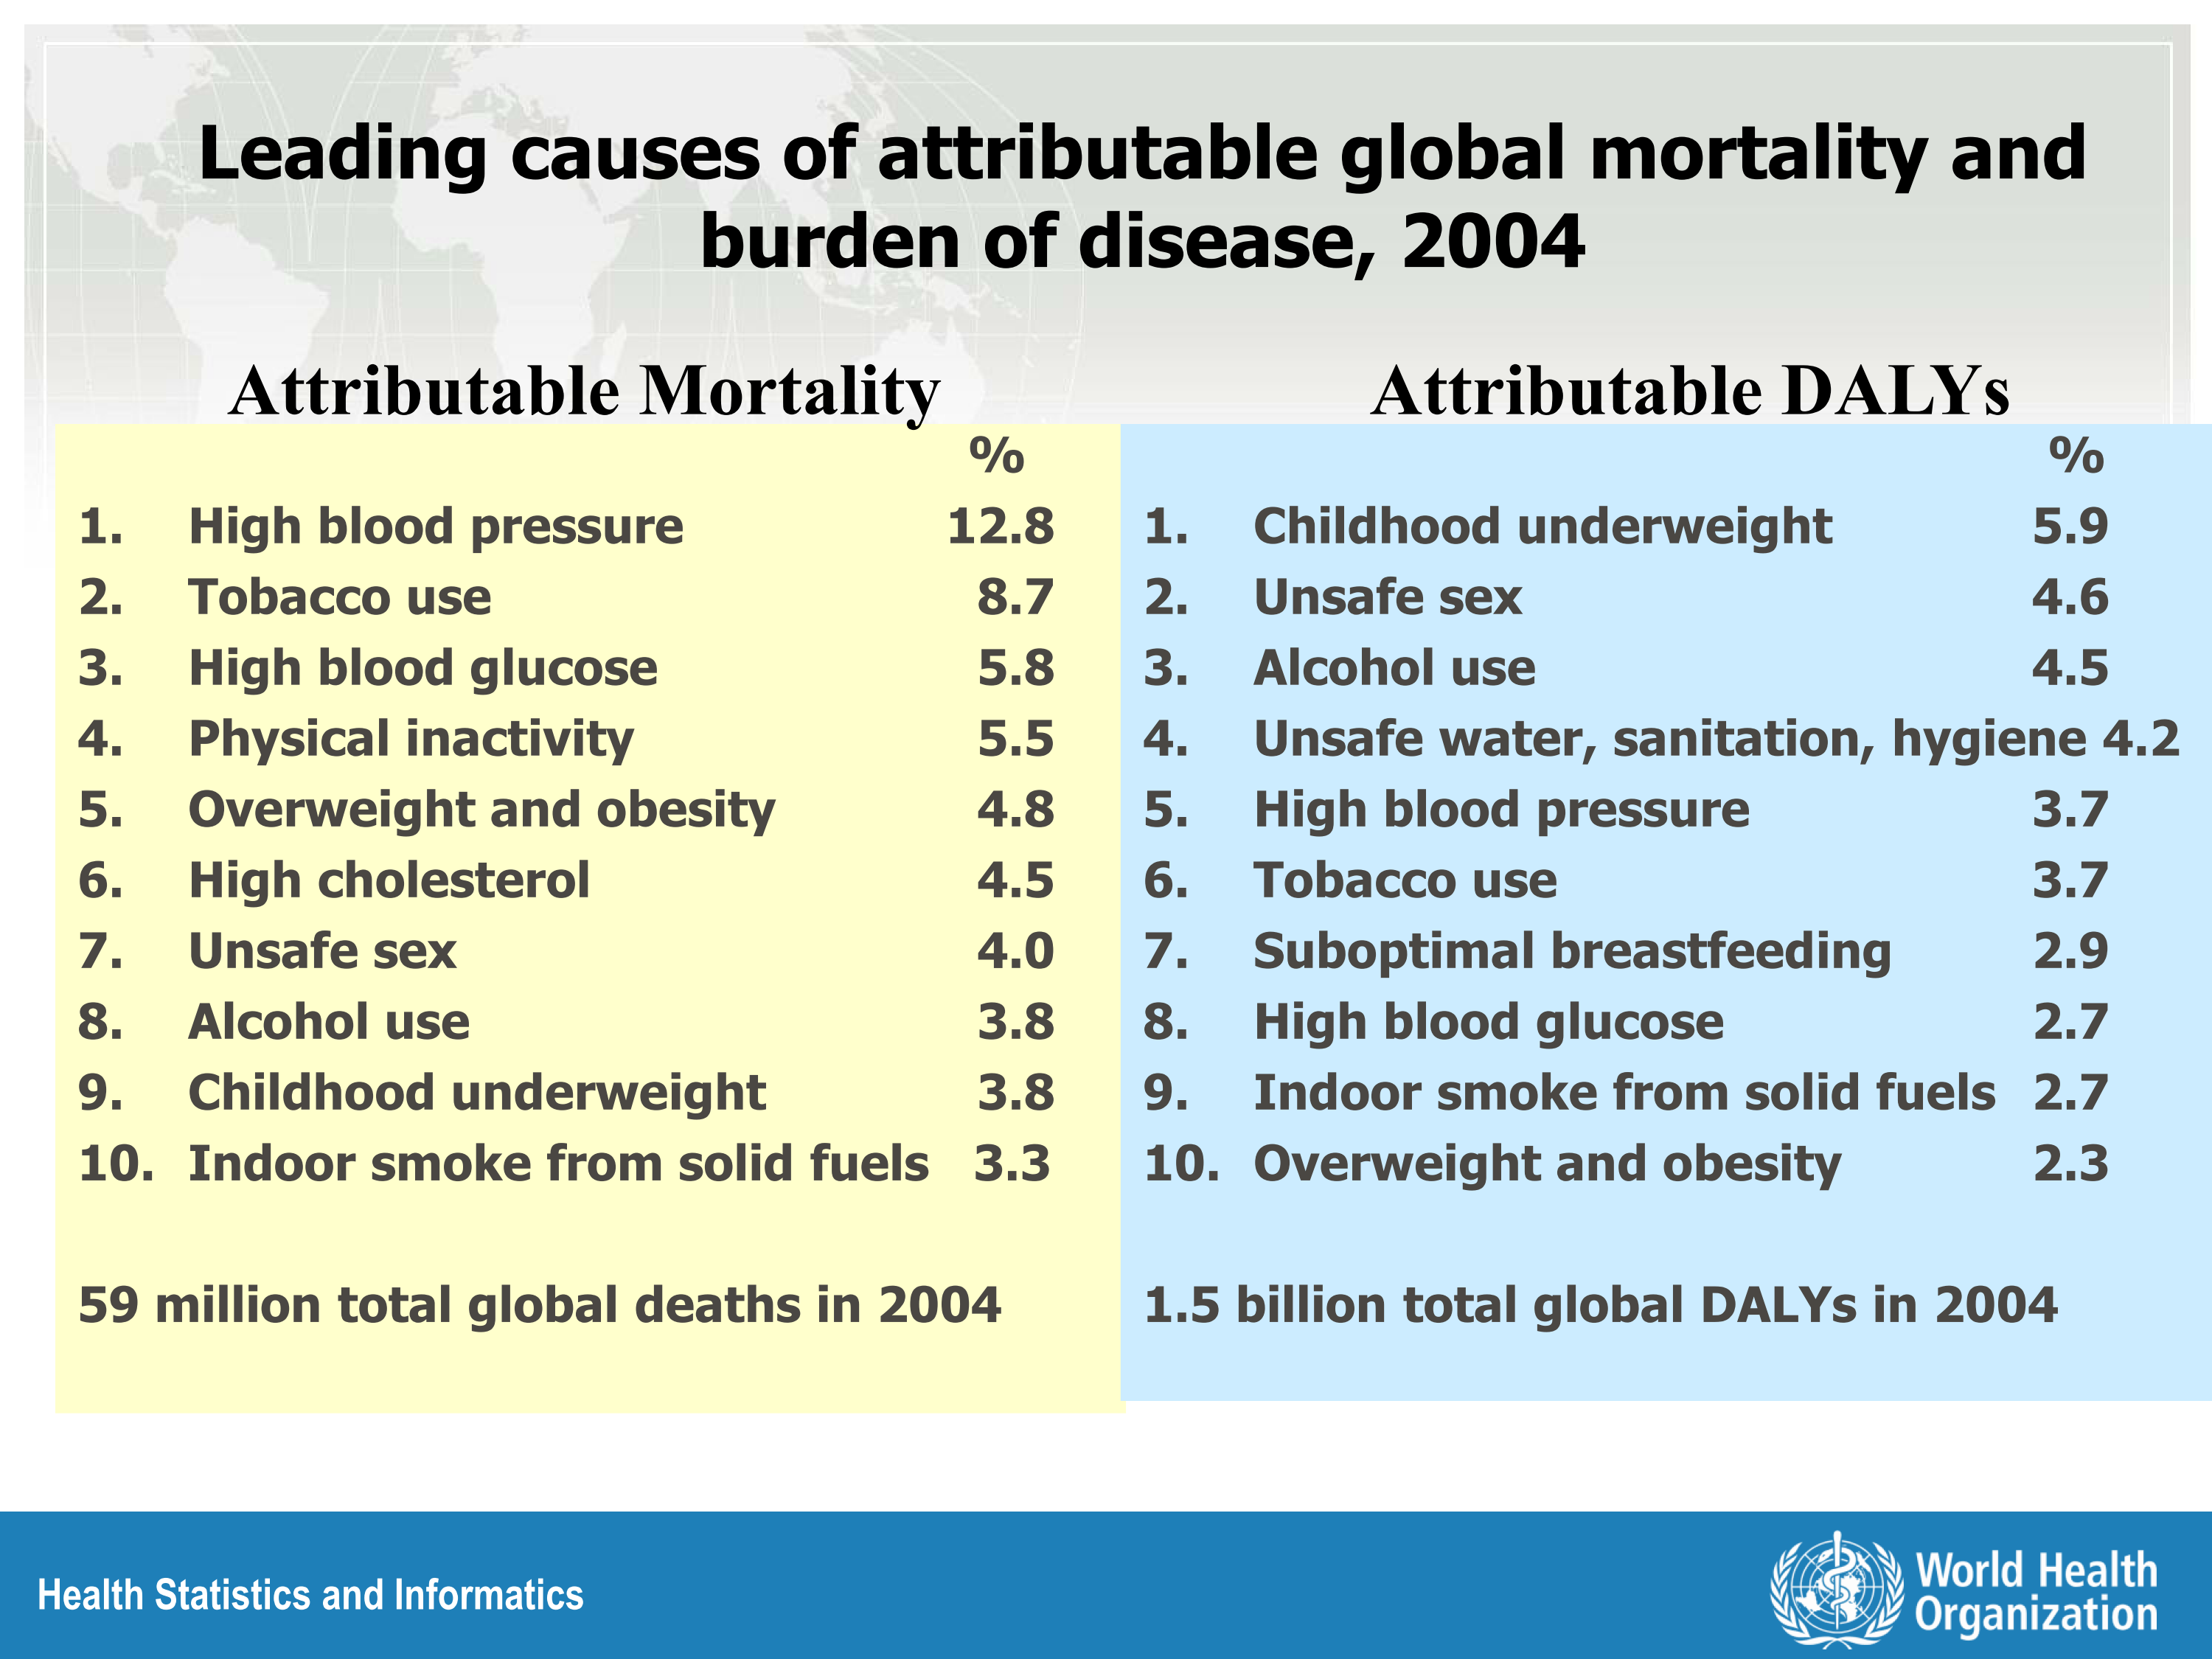 Leading causes of attributable global mortality and
burden of disease, 2004
Attributable Mortality
%
1. High blood pressure 12.8
2. Tobacco use 8.7
3. High blood glucose 5.8
4. Physical inactivity 5.5
5. Overweight and obesity 4.8
6. High cholesterol 4.5
7. Unsafe sex 4.0
8. Alcohol use 3.8
9. Childhood underweight 3.8
10. Indoor smoke from solid fuels 3.3
59 million total global deaths in 2004
Attributable DALYs
%
1. Childhood underweight 5.9
2. Unsafe sex 4.6
3. Alcohol use 4.5
4. Unsafe water, sanitation, hygiene 4.2
5. High blood pressure 3.7
6. Tobacco use 3.7
7. Suboptimal breastfeeding 2.9
8. High blood glucose 2.7
9. Indoor smoke from solid fuels 2.7
10. Overweight and obesity 2.3
1.5 billion total global DALYs in 2004
Health Statistics and Informatics
World Health
Organization